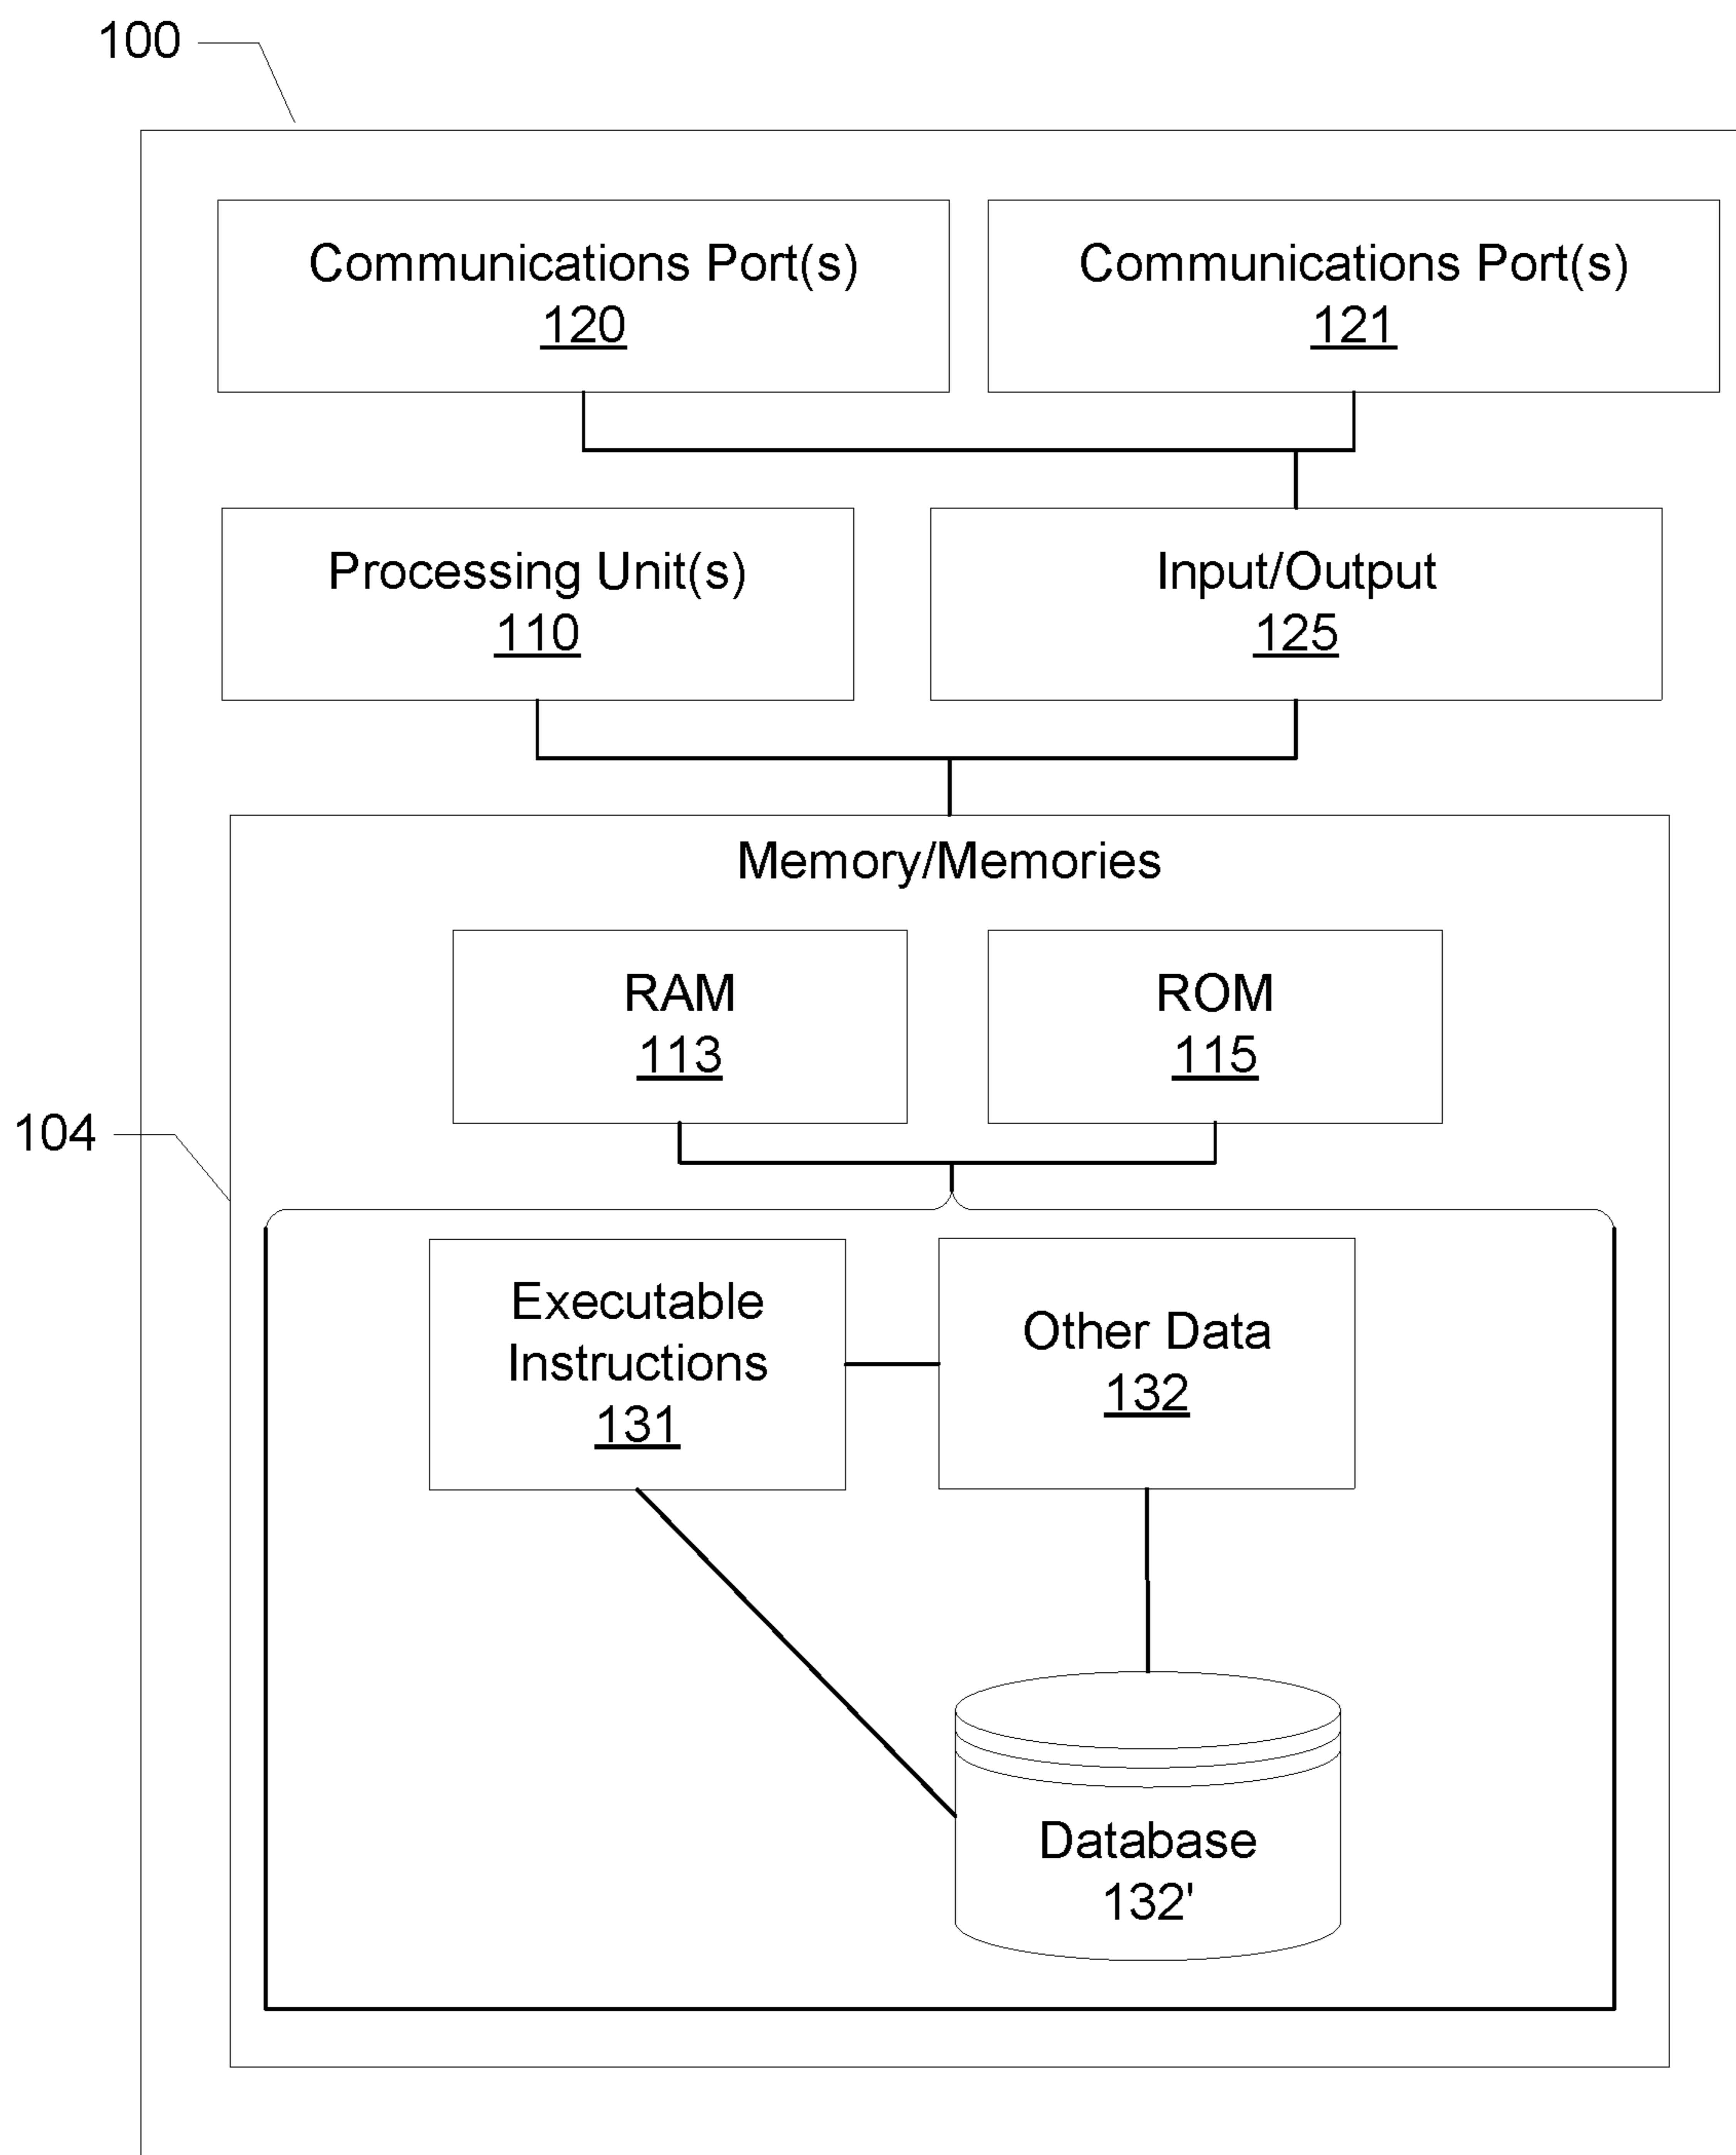 100
Communications Port(s)
120
Communications Port(s)
121
Processing Unit(s)
110
Input/Output
125
Memory/Memories
RAM
113
ROM
115
104
Executable
Instructions
131
Other Data
132
Database
132'